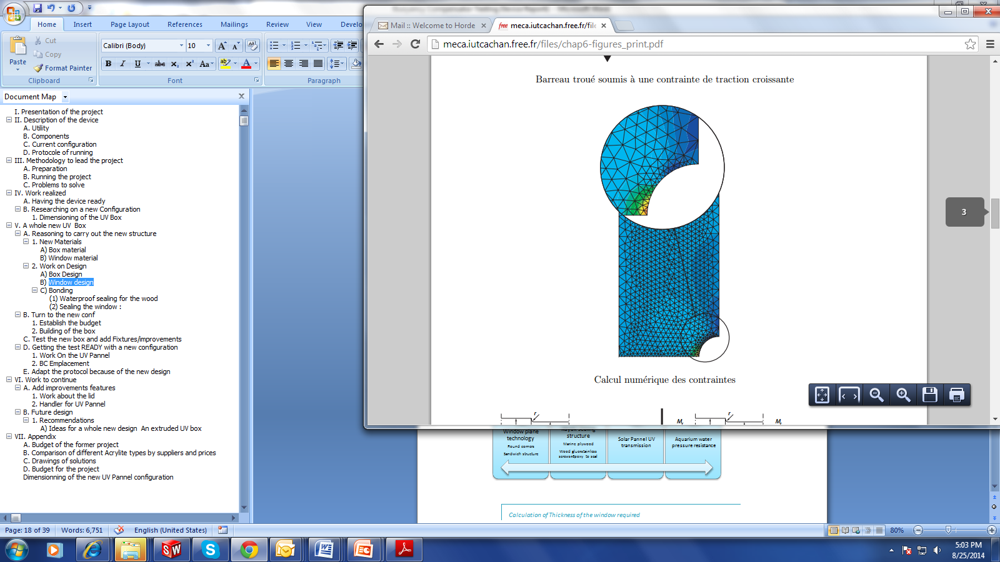 Home
Insert
Page Layout
References
Mailings
Review
View
Develo
Paste
Cut
Copy
Format Painter
Clipboard
Calibri (Body)
10
Font
Paragraph
Mail :: Welcome to Horde
free meca.iutcachan.free.fr/file
meca.iutcachan.free.fr/files/chap6-figures_print.pdf
Document Map
I. Presentation of the project
II. Description of the device
A. Utility
B. Components
C. Current configuration
D. Protocole of running
III. Methodology to lead the project
A. Preparation
B. Running the project
C. Problems to solve
IV. Work realized
A. Having the device ready
B. Researching on a new Configuration
1. Dimensioning of the UV Box
V. A whole new UV Box
A. Reasoning to carry out the new structure
1. New Materials
A) Box material
B) Window material
2. Work on Design
A) Box Design
B) Window design
C) Bonding
(1) Waterproof sealing for the wood
(2) Sealing the window :
B. Turn to the new conf
1. Establish the budget
2. Building of the box
C. Test the new box and add Fixtures/improvements
D. Getting the test READY with a new configuration
1. Work On the UV Pannel
2. BC Emplacement
E. Adapt the protocol because of the new design
VI. Work to continue
A. Add improvements features
1. Work about the lid
2. Handler for UV Pannel
B. Future design
1. Recommendations
A) Ideas for a whole new design An extruded UV box
VII. Appendix
A. Budget of the former project
B. Comparison of different Acrylite types by suppliers and prices
C. Drawings of solutions
D. Budget for the project
Dimensionning of the new UV Pannel configuration
Barreau troué soumis à une contrainte de traction croissante
3
Calcul numérique des contraintes
r
Mt
r
Mt
Window plane
technology
Round corners
Sandwich structure
structure
Marine plywood
Wood glue+stainless
screws+Epoxy to seal
Solar Pannel UV
transmission
Aquarium water
pressure resistance
Calculation of Thickness of the window required
Page: 18 of 39
Words: 6,751
English (United States)
80%
5:03 PM
8/25/2014